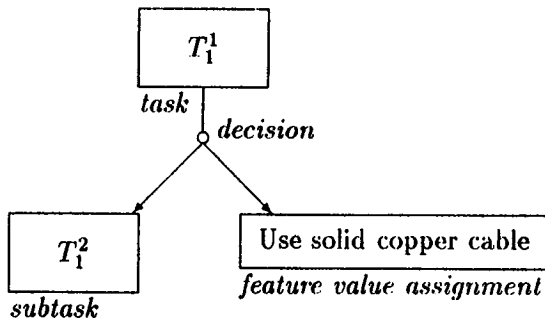 T_1^1
task
decision
T_1^2
Use solid copper cable
subtask
feature value assignment